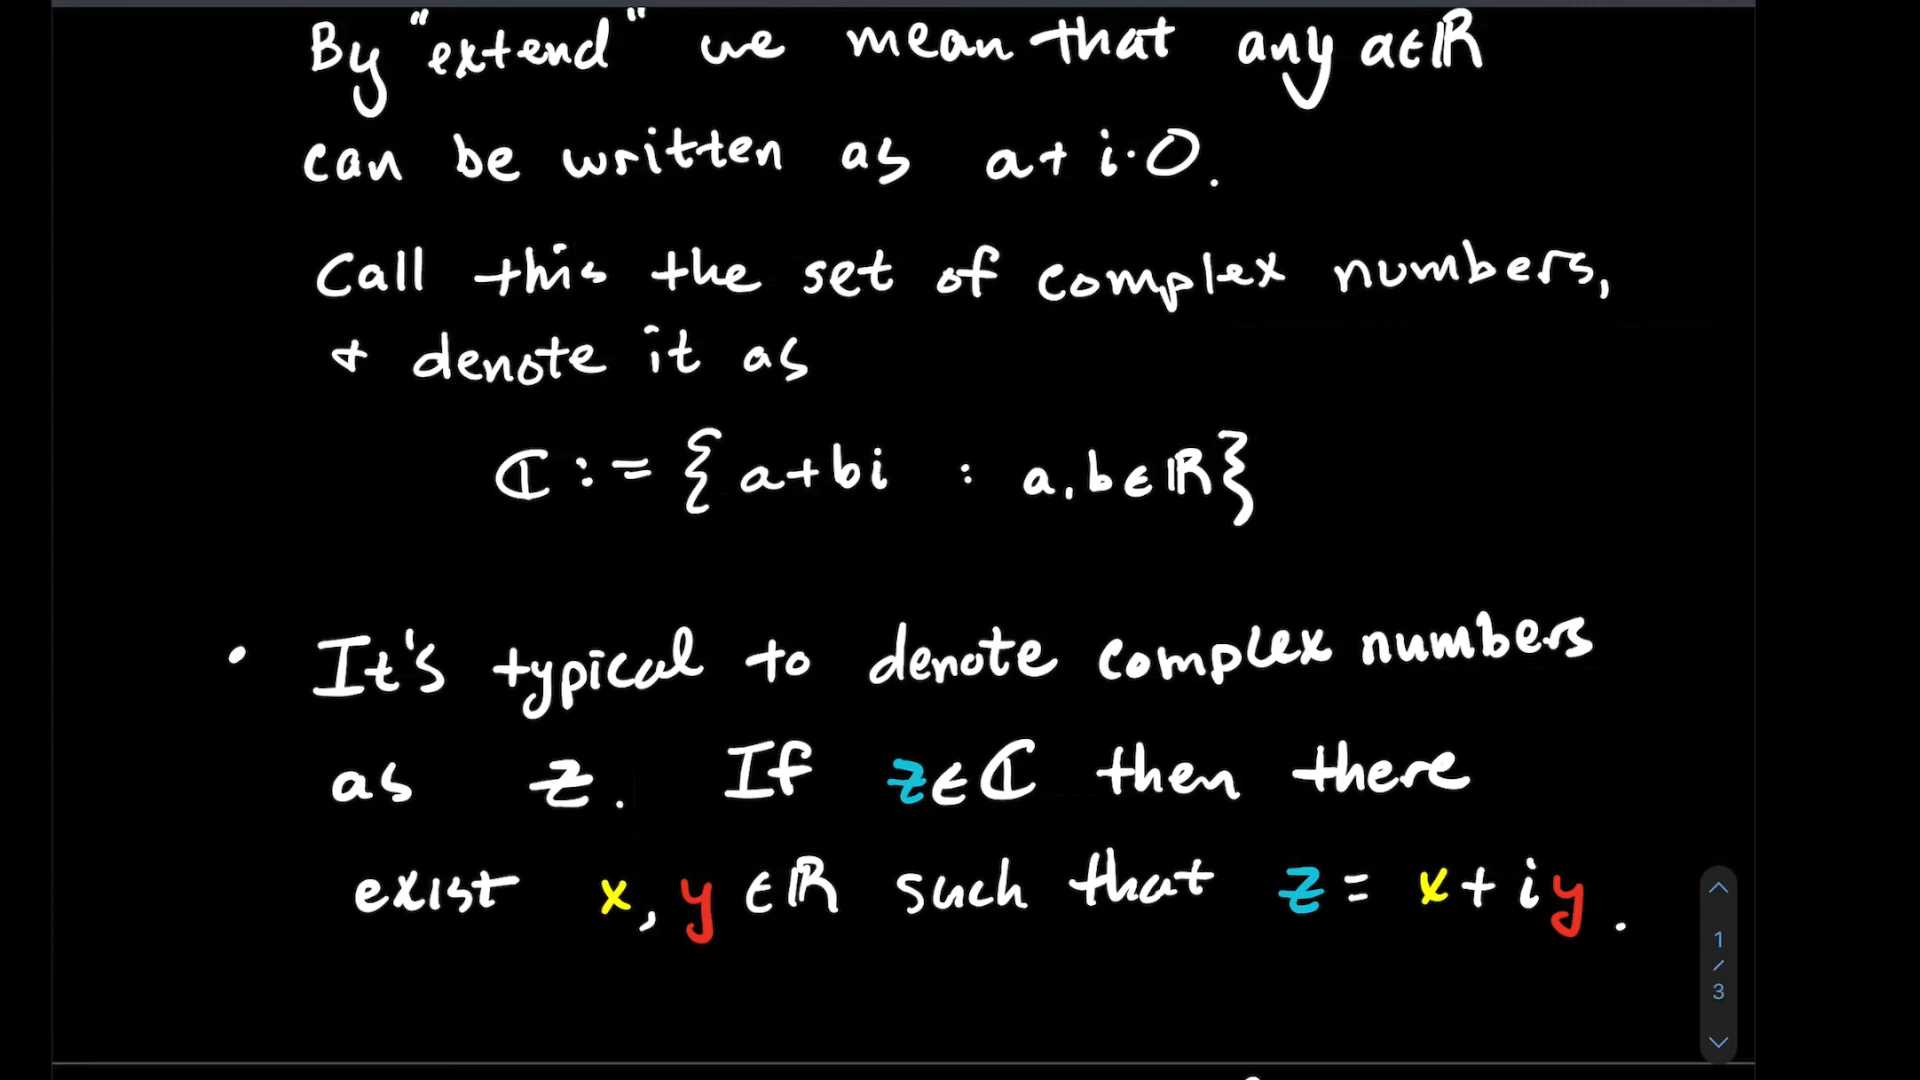 By "extend" we mean that any a∈ℝ
can be written as a+ i·0.
Call this the set of complex numbers,
& denote it as
ℂ := { a+bi : a,b∈ℝ}
• It's typical to denote complex numbers
as z. If z∈ℂ then there
exist x, y ∈ℝ such that z = x + iy.
1
/
3